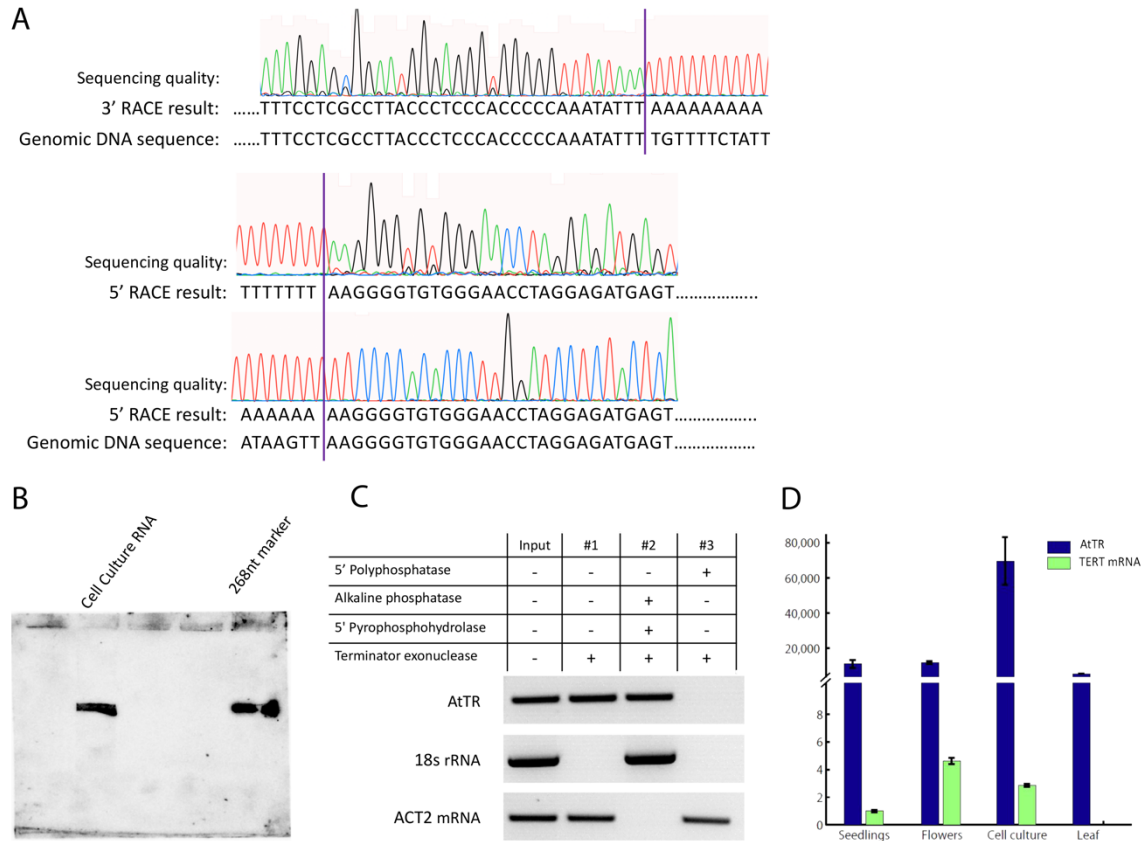 A
Sequencing quality:
3' RACE result: ......TTTCCTCGCCTTACCCTCCCACCCCCAAATATTT AAAAAAAAA
Genomic DNA sequence: ......TTTCCTCGCCTTACCCTCCCACCCCCAAATATTT TGTTTTCTATT
Sequencing quality:
5' RACE result: TTTTTTT AAGGGGTGTGGGAACCTAGGAGATGAGT..................
Sequencing quality:
5' RACE result: AAAAAA AAGGGGTGTGGGAACCTAGGAGATGAGT..................
Genomic DNA sequence: ATAAGTT AAGGGGTGTGGGAACCTAGGAGATGAGT..................
B
Cell Culture RNA
268nt marker
C
Input #1 #2 #3
5' Polyphosphatase - - - +
Alkaline phosphatase - - + -
5' Pyrophosphohydrolase - - + -
Terminator exonuclease - + + +
AtTR
18s rRNA
ACT2 mRNA
D
AtTR
TERT mRNA
80,000
60,000
40,000
20,000
8
6
4
2
0
Seedlings Flowers Cell culture Leaf